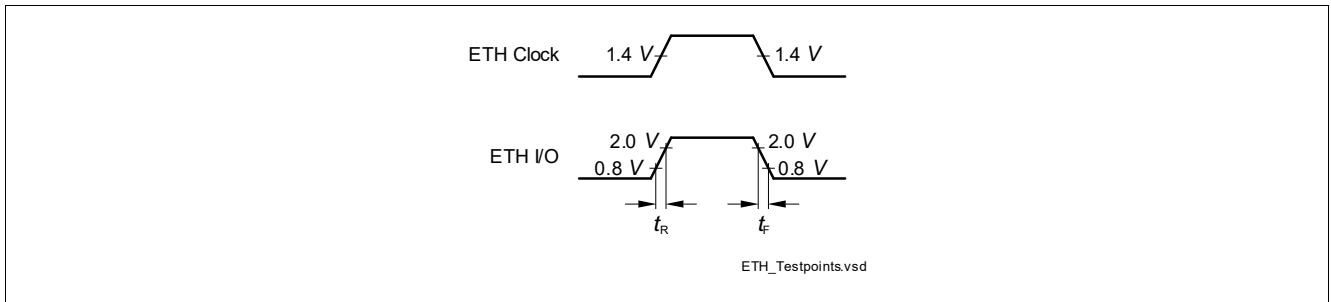 ETH Clock 1.4 V 1.4 V
2.0 V 2.0 V
ETH I/O
0.8 V 0.8 V
tR tF
ETH_Testpoints.vsd